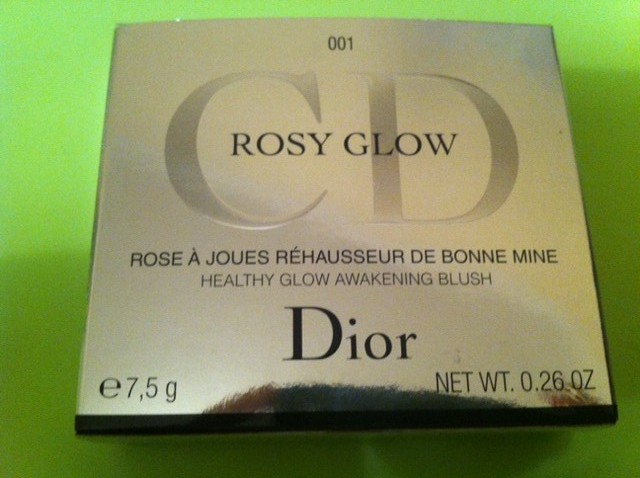 001
CD
ROSY GLOW
ROSE À JOUES RÉHAUSSEUR DE BONNE MINE
HEALTHY GLOW AWAKENING BLUSH
Dior
℮7,5 g NET WT. 0.26 OZ